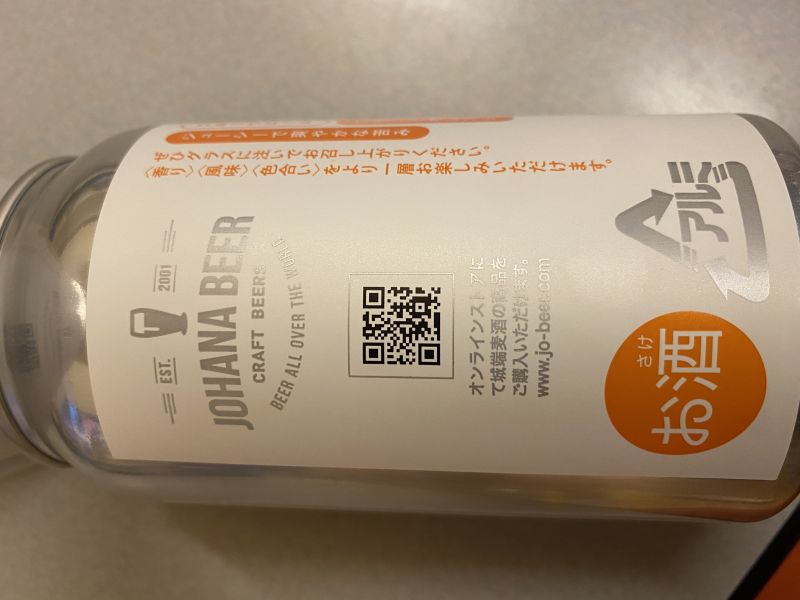 ジューシーで爽やかな苦み
ぜひグラスに注いでお召し上がりください。
〈香り〉〈風味〉〈色合い〉をより一層お楽しみいただけます。
EST. 2001
JOHANA BEER
CRAFT BEERS
BEER ALL OVER THE WORLD
オンラインストアに
て城端麦酒の商品を
ご購入いただけます。
www.jo-beer.com
アルミ
さけ
お酒